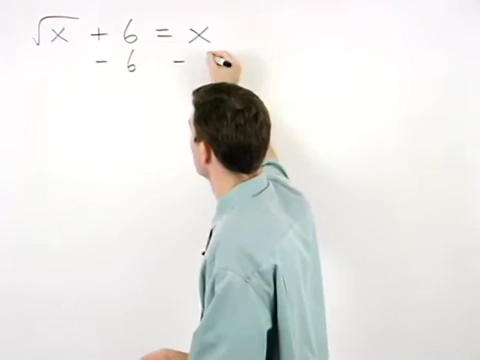 √x + 6 = x
- 6 -